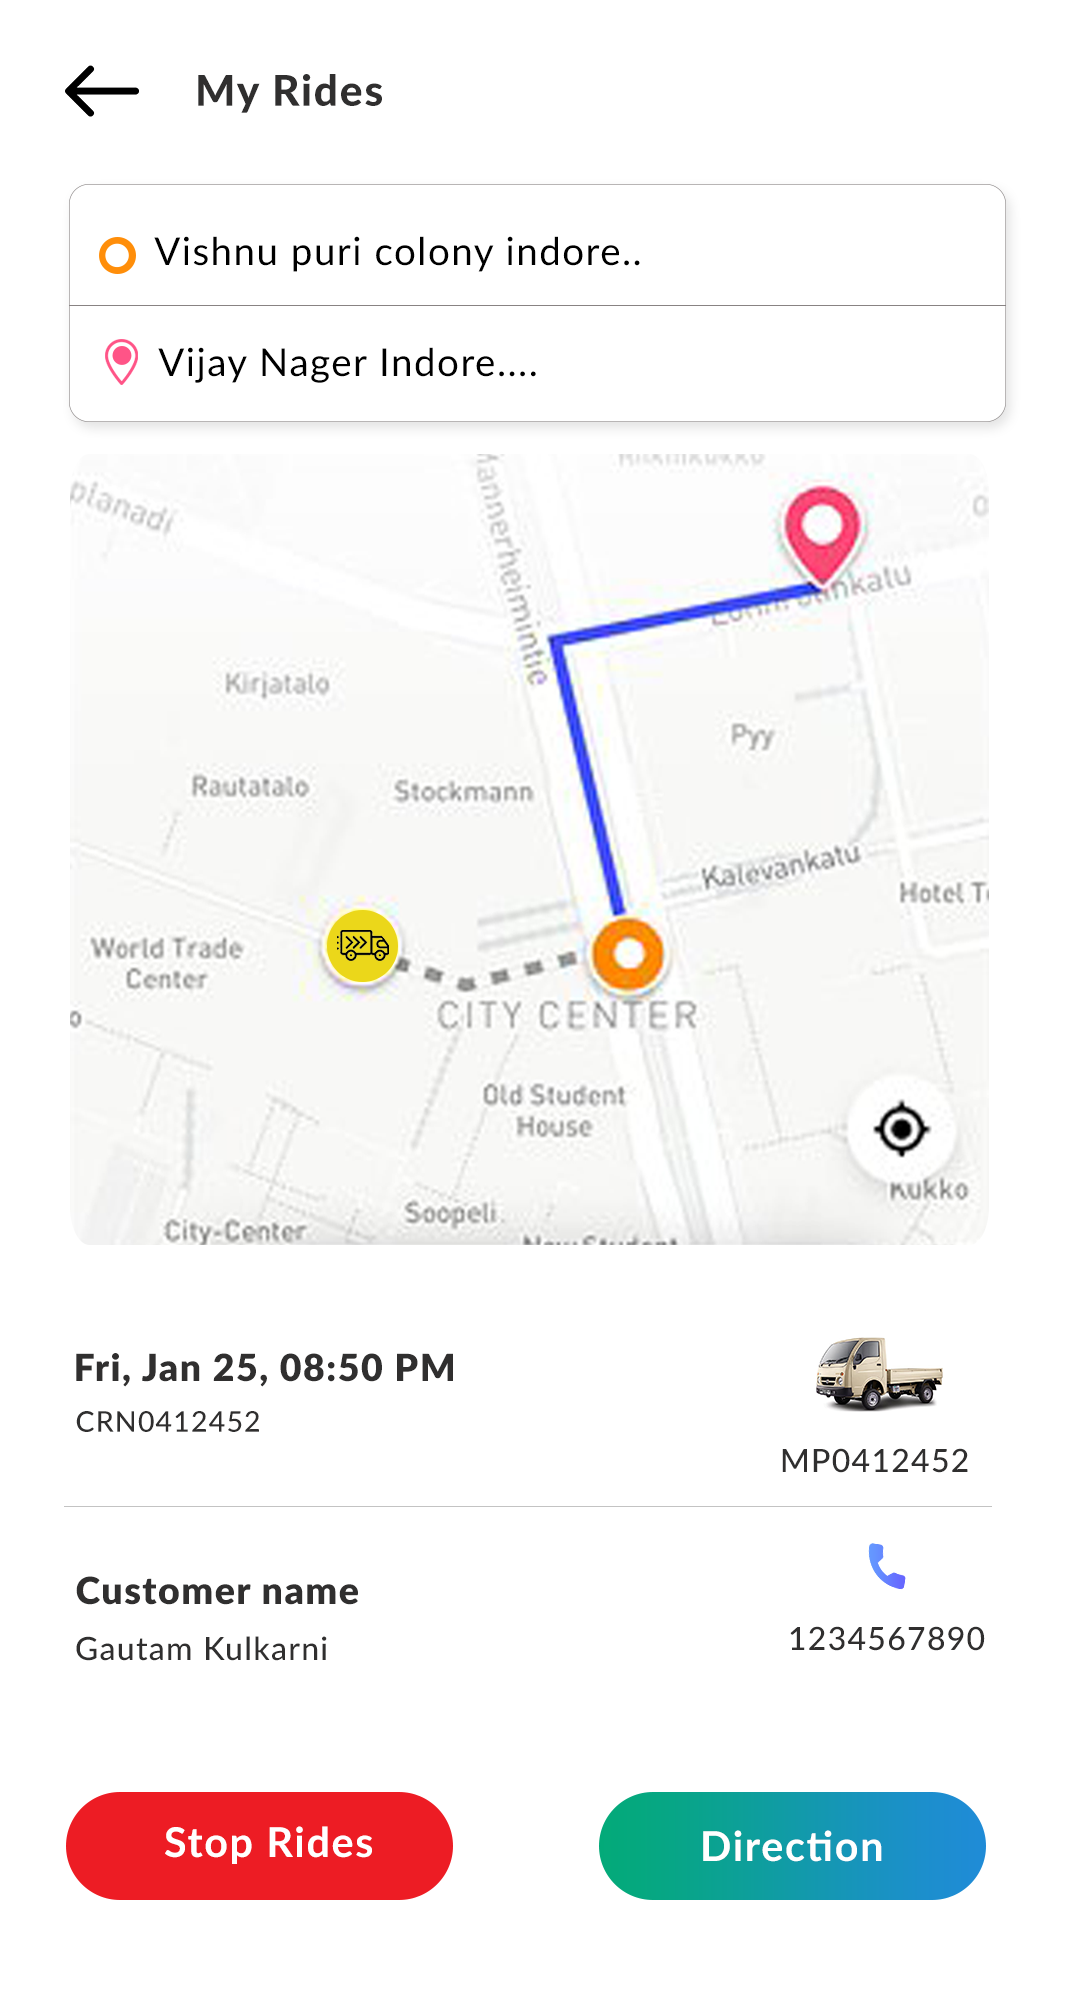 My Rides
Vishnu puri colony indore..
Vijay Nager Indore....
planadi
Mannerheimintie
Kirjatalo
Pyy
Rautatalo
Stockmann
Kalevankatu
Hotel T
World Trade
Center
CITY CENTER
Old Student
House
Kukko
Soopeli
City-Center
New Student
Fri, Jan 25, 08:50 PM
CRN0412452
MP0412452
Customer name
Gautam Kulkarni
1234567890
Stop Rides
Direction